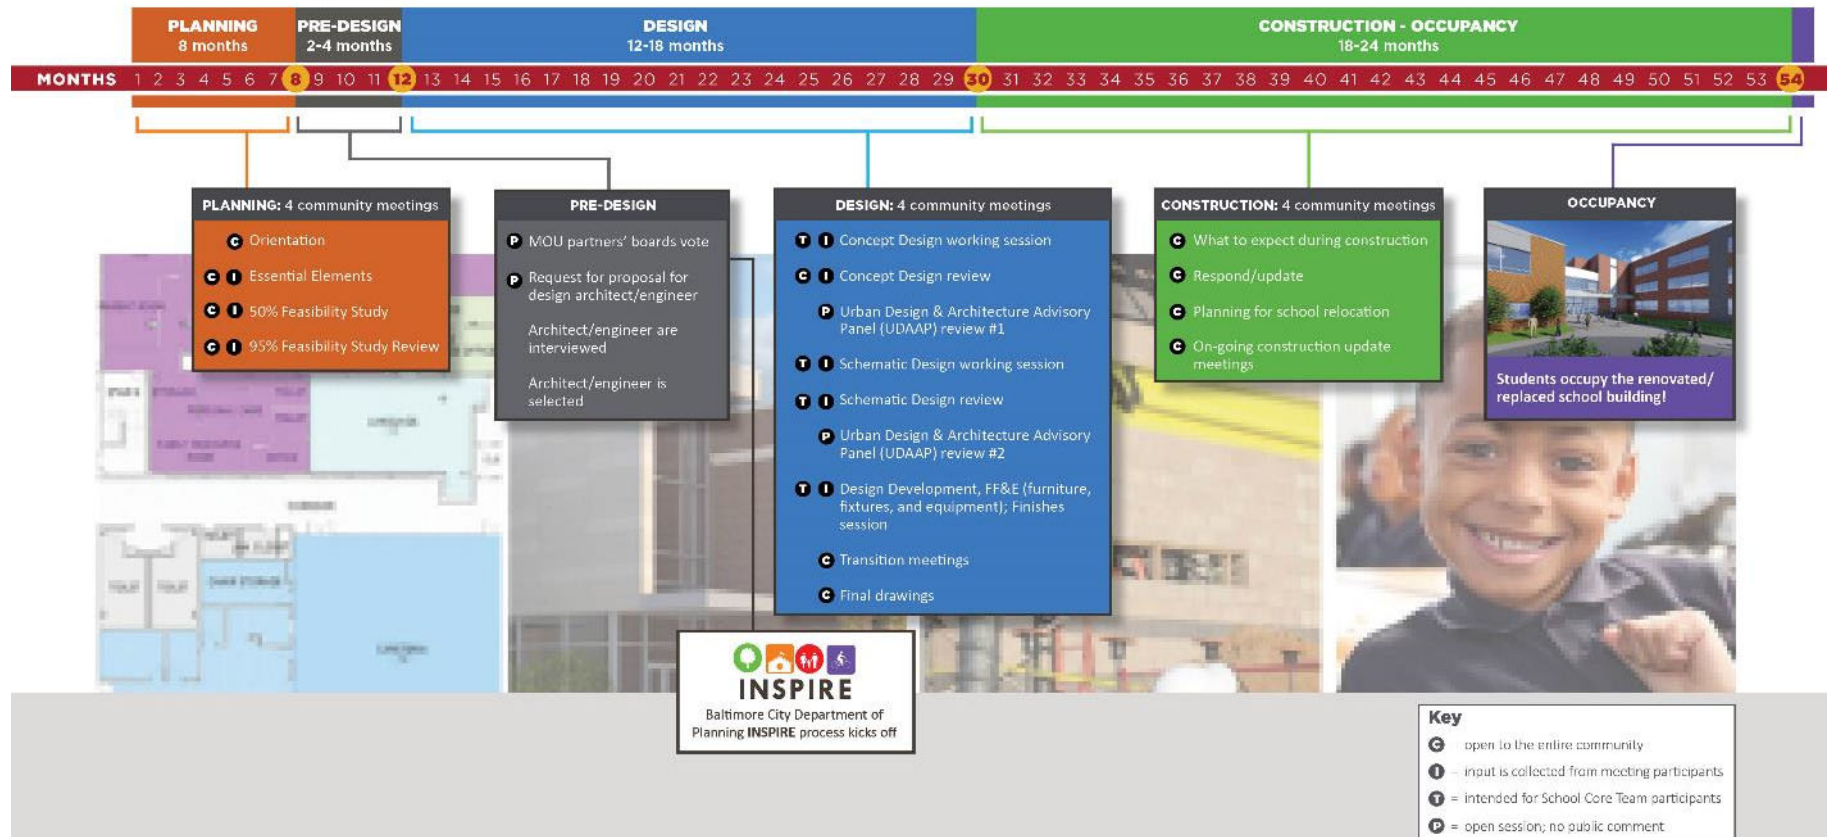 PLANNING
8 months
PRE-DESIGN
2-4 months
DESIGN
12-18 months
CONSTRUCTION - OCCUPANCY
18-24 months
MONTHS 1 2 3 4 5 6 7 8 9 10 11 12 13 14 15 16 17 18 19 20 21 22 23 24 25 26 27 28 29 30 31 32 33 34 35 36 37 38 39 40 41 42 43 44 45 46 47 48 49 50 51 52 53 54
PLANNING: 4 community meetings
C Orientation
C I Essential Elements
C I 50% Feasibility Study
C I 95% Feasibility Study Review
PRE-DESIGN
P MOU partners' boards vote
P Request for proposal for
design architect/engineer
Architect/engineer are
interviewed
Architect/engineer is
selected
DESIGN: 4 community meetings
T I Concept Design working session
C I Concept Design review
P Urban Design & Architecture Advisory
Panel (UDAAP) review #1
T I Schematic Design working session
T I Schematic Design review
P Urban Design & Architecture Advisory
Panel (UDAAP) review #2
T I Design Development, FF&E (furniture,
fixtures, and equipment); Finishes
session
C Transition meetings
C Final drawings
CONSTRUCTION: 4 community meetings
C What to expect during construction
C Respond/update
C Planning for school relocation
C On-going construction update
meetings
OCCUPANCY
Students occupy the renovated/
replaced school building!
INSPIRE
Baltimore City Department of
Planning INSPIRE process kicks off
Key
C open to the entire community
I – input is collected from meeting participants
T = intended for School Core Team participants
P = open session; no public comment